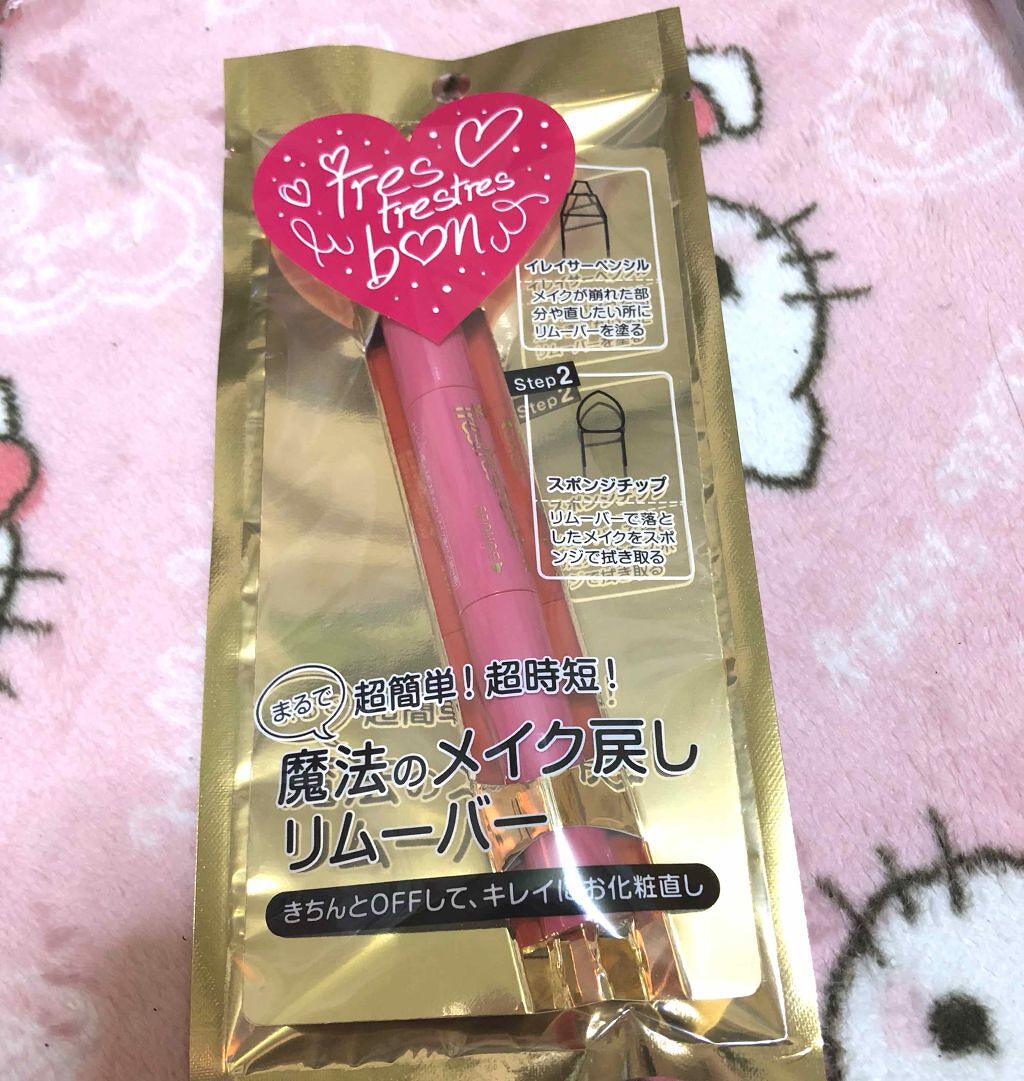 Tres
frestres
bon
イレイサーペンシル
メイクが崩れた部
分や直したい所に
リムーバーを塗る
Step2
スポンジチップ
リムーバーで落と
したメイクをスポ
ンジで拭き取る
まるで
超簡単！超時短！
魔法のメイク戻し
リムーバー
きちんとOFFして、キレイにお化粧直し